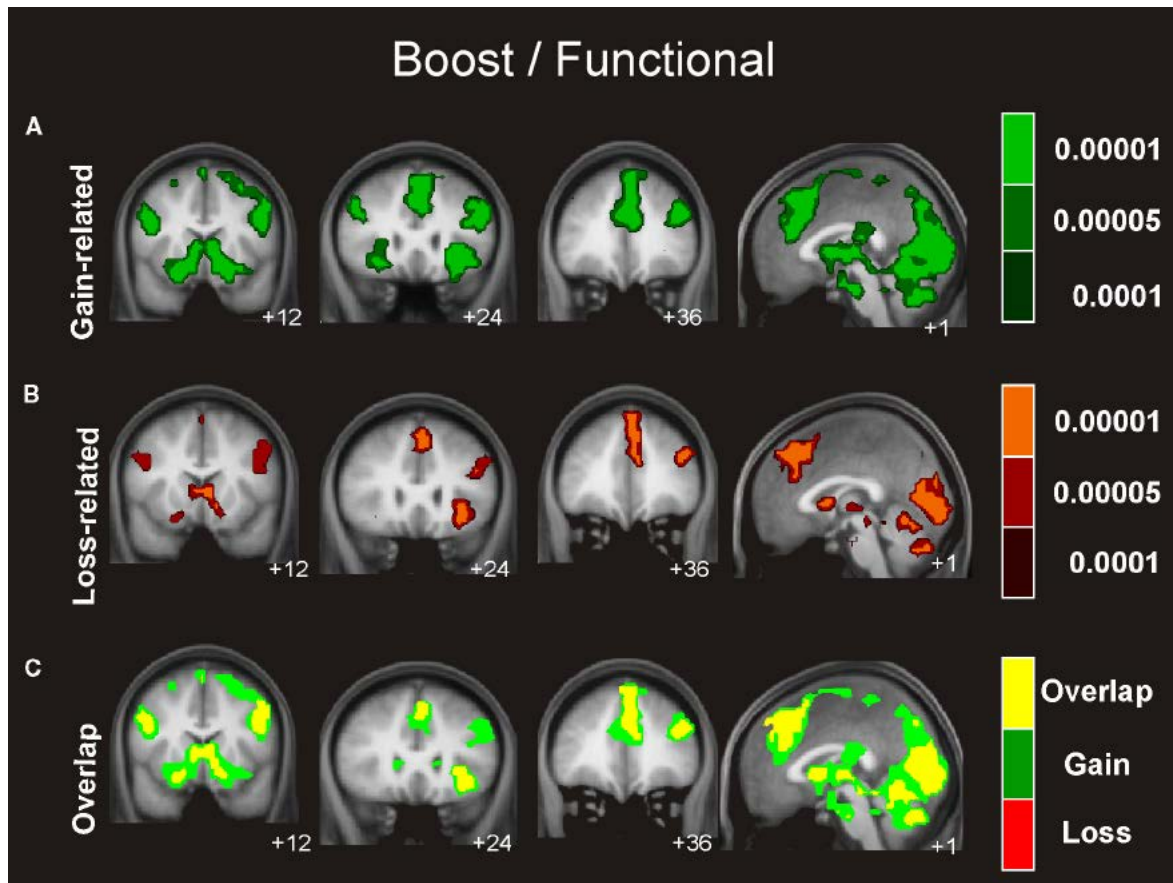 Boost / Functional
A
Gain-related
+12
+24
+36
+1
0.00001
0.00005
0.0001
B
Loss-related
+12
+24
+36
+1
0.00001
0.00005
0.0001
C
Overlap
+12
+24
+36
+1
Overlap
Gain
Loss